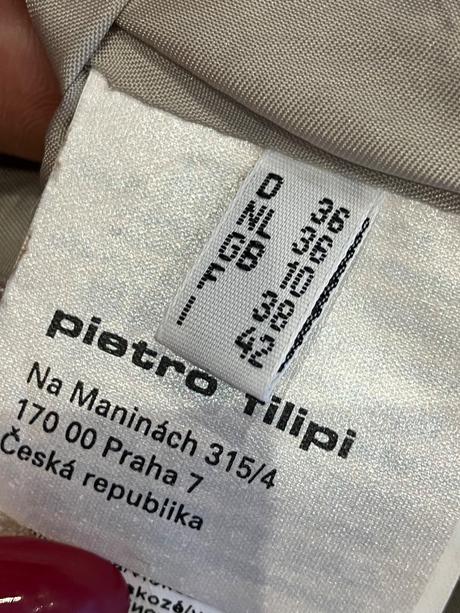 D 36
NL 36
GB 10
F 38
I 42
pietro filipi
Na Maninách 315/4
170 00 Praha 7
Česká republika